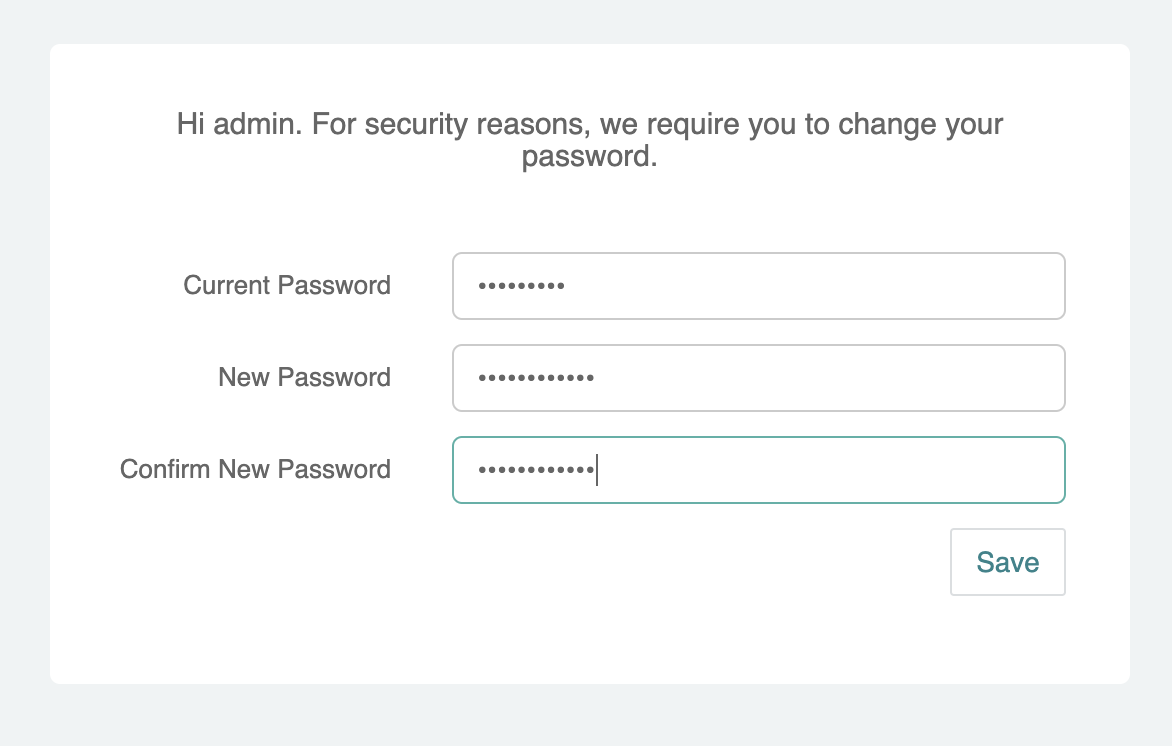 Hi admin. For security reasons, we require you to change your
password.
Current Password
•••••••••
New Password
••••••••••••
Confirm New Password
••••••••••••
Save